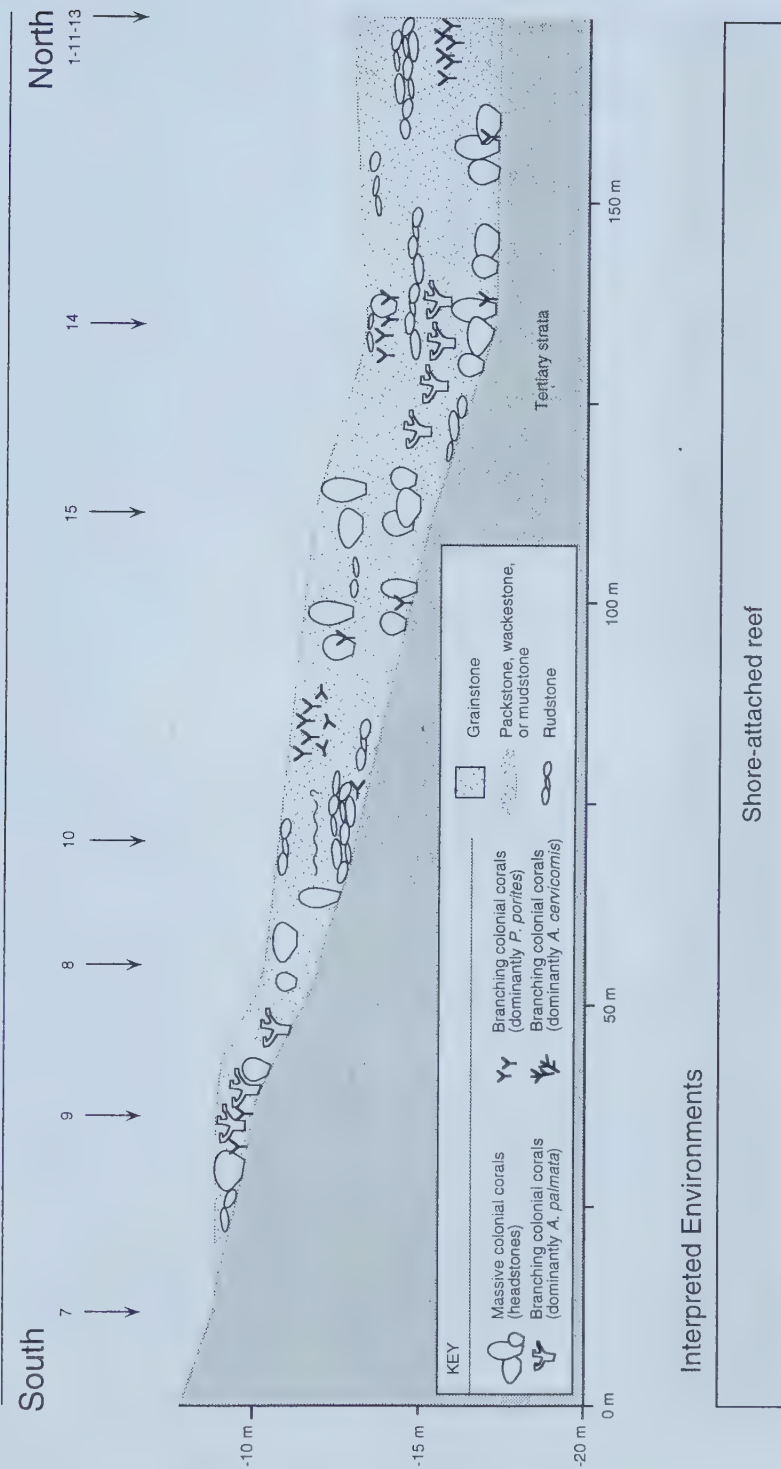 South
North
7
9
8
10
15
14
1-11-13
-10 m
-15 m
-20 m
Tertiary strata
KEY
Massive colonial corals
(headstones)
Branching colonial corals
(dominantly A. palmata)
Branching colonial corals
(dominantly P. porites)
Branching colonial corals
(dominantly A. cervicornis)
Grainstone
Packstone, wackestone,
or mudstone
Rudstone
0 m
50 m
100 m
150 m
Interpreted Environments
Shore-attached reef